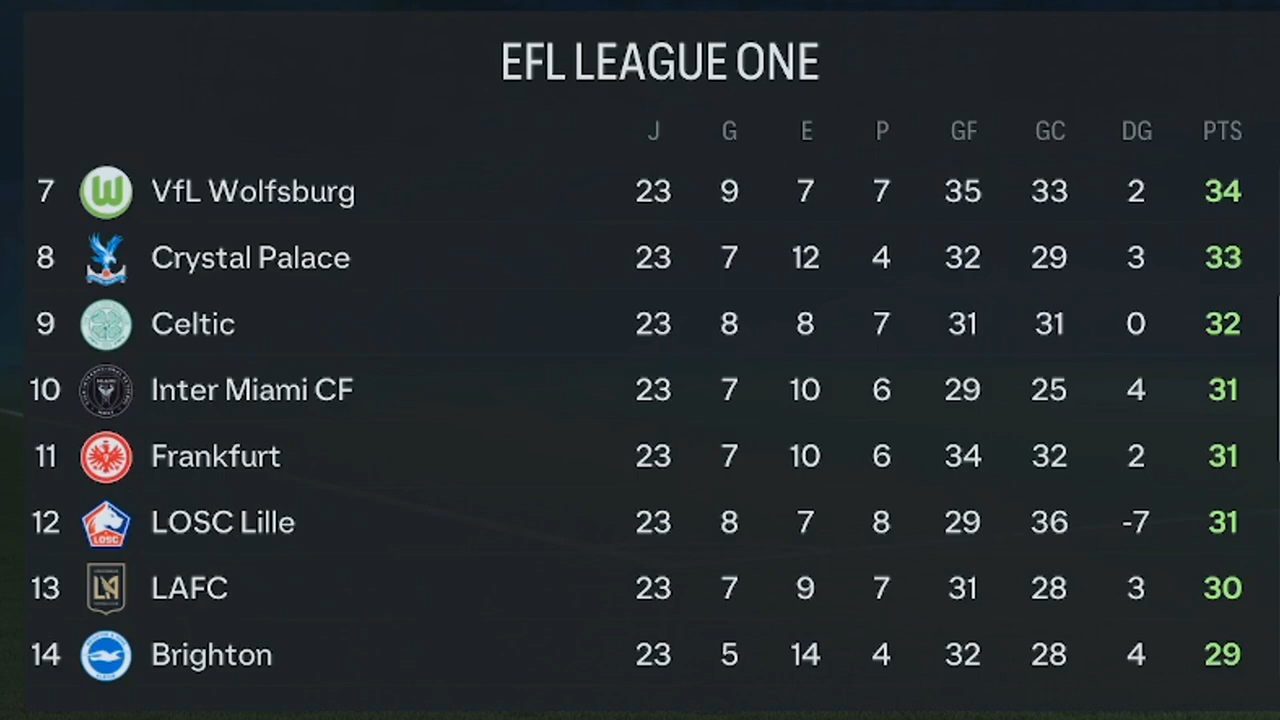 EFL LEAGUE ONE
J G E P GF GC DG PTS
7 VfL Wolfsburg 23 9 7 7 35 33 2 34
8 Crystal Palace 23 7 12 4 32 29 3 33
9 Celtic 23 8 8 7 31 31 0 32
10 Inter Miami CF 23 7 10 6 29 25 4 31
11 Frankfurt 23 7 10 6 34 32 2 31
12 LOSC LOSC Lille 23 8 7 8 29 36 -7 31
13 LAFC 23 7 9 7 31 28 3 30
14 Brighton 23 5 14 4 32 28 4 29